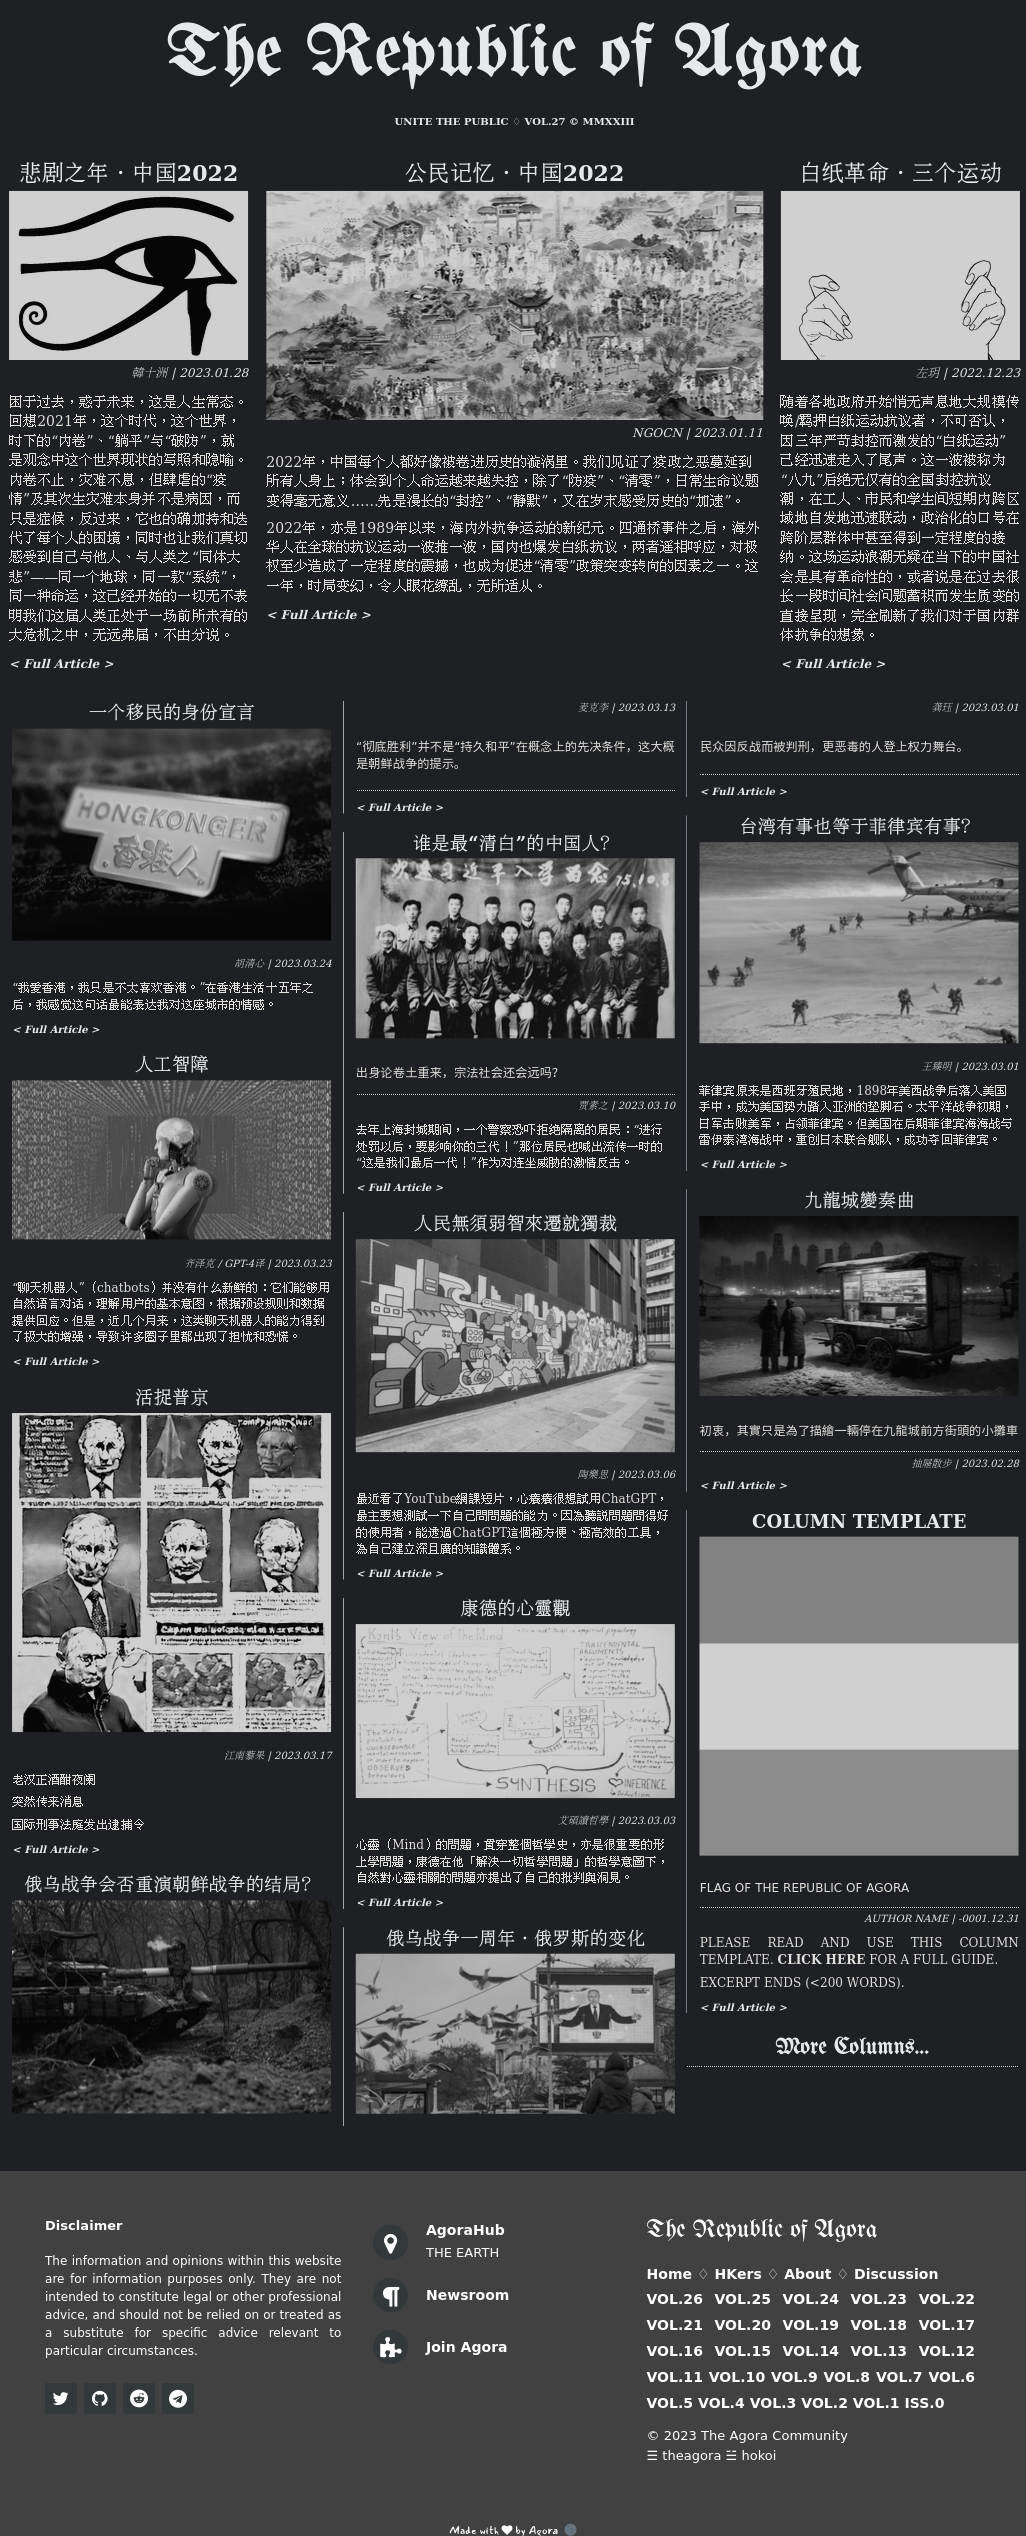 The Republic of Agora
UNITE THE PUBLIC ♢ VOL.27 © MMXXIII
悲剧之年·中国2022
韓十洲 | 2023.01.28
困于过去，惑于未来，这是人生常态。
回想2021年，这个时代，这个世界，
时下的“内卷”、“躺平”与“破防”，就
是观念中这个世界现状的写照和隐喻。
内卷不止，灾难不息，但肆虐的“疫
情”及其次生灾难本身并不是病因，而
只是症候，反过来，它也的确加持和迭
代了每个人的困境，同时也让我们真切
感受到自己与他人、与人类之“同体大
悲”——同一个地球，同一款“系统”，
同一种命运，这已经开始的一切无不表
明我们这届人类正处于一场前所未有的
大危机之中，无远弗届，不由分说。
< Full Article >
公民记忆·中国2022
NGOCN | 2023.01.11
2022年，中国每个人都好像被卷进历史的漩涡里。我们见证了疫政之恶蔓延到
所有人身上；体会到个人命运越来越失控，除了“防疫”、“清零”，日常生命议题
变得毫无意义……先是漫长的“封控”、“静默”，又在岁末感受历史的“加速”。
2022年，亦是1989年以来，海内外抗争运动的新纪元。四通桥事件之后，海外
华人在全球的抗议运动一波推一波，国内也爆发白纸抗议，两者遥相呼应，对极
权至少造成了一定程度的震撼，也成为促进“清零”政策突变转向的因素之一。这
一年，时局变幻，令人眼花缭乱，无所适从。
< Full Article >
白纸革命·三个运动
左玥 | 2022.12.23
随着各地政府开始悄无声息地大规模传
唤/羁押白纸运动抗议者，不可否认，
因三年严苛封控而激发的“白纸运动”
已经迅速走入了尾声。这一波被称为
“八九”后绝无仅有的全国封控抗议
潮，在工人、市民和学生间短期内跨区
域地自发地迅速联动，政治化的口号在
跨阶层群体中甚至得到一定程度的接
纳。这场运动浪潮无疑在当下的中国社
会是具有革命性的，或者说是在过去很
长一段时间社会问题蓄积而发生质变的
直接呈现，完全刷新了我们对于国内群
体抗争的想象。
< Full Article >
一个移民的身份宣言
HONGKONGER
香港人
胡清心 | 2023.03.24
“我爱香港，我只是不太喜欢香港。”在香港生活十五年之
后，我感觉这句话最能表达我对这座城市的情感。
< Full Article >
人工智障
齐泽克 / GPT-4译 | 2023.03.23
“聊天机器人”（chatbots）并没有什么新鲜的：它们能够用
自然语言对话，理解用户的基本意图，根据预设规则和数据
提供回应。但是，近几个月来，这类聊天机器人的能力得到
了极大的增强，导致许多圈子里都出现了担忧和恐慌。
< Full Article >
活捉普京
江南藜果 | 2023.03.17
老汉正酒酣夜阑
突然传来消息
国际刑事法庭发出逮捕令
< Full Article >
俄乌战争会否重演朝鲜战争的结局？
麦克李 | 2023.03.13
“彻底胜利”并不是“持久和平”在概念上的先决条件，这大概
是朝鲜战争的提示。
< Full Article >
谁是最“清白”的中国人？
欢送习近平入学留念 75.10.8
出身论卷土重来，宗法社会还会远吗？
贾素之 | 2023.03.10
去年上海封城期间，一个警察恐吓拒绝隔离的居民：“进行
处罚以后，要影响你的三代！”那位居民也喊出流传一时的
“这是我们最后一代！”作为对连坐威胁的激情反击。
< Full Article >
人民無須弱智來遷就獨裁
陶樂思 | 2023.03.06
最近看了YouTube網課短片，心癢癢很想試用ChatGPT，
最主要想測試一下自己問問題的能力。因為聽説問題問得好
的使用者，能透過ChatGPT這個極方便、極高效的工具，
為自己建立深且廣的知識體系。
< Full Article >
康德的心靈觀
Kant's View of the Mind
TRANSCENDENTAL ARGUMENTS
The Method of
SYNTHESIS
INFERENCE
艾碩讀哲學 | 2023.03.03
心靈（Mind）的問題，貫穿整個哲學史，亦是很重要的形
上學問題，康德在他「解決一切哲學問題」的哲學意圖下，
自然對心靈相關的問題亦提出了自己的批判與洞見。
< Full Article >
俄乌战争一周年·俄罗斯的变化
龚珏 | 2023.03.01
民众因反战而被判刑，更恶毒的人登上权力舞台。
< Full Article >
台湾有事也等于菲律宾有事？
MARINES
王臻明 | 2023.03.01
菲律宾原来是西班牙殖民地，1898年美西战争后落入美国
手中，成为美国势力踏入亚洲的垫脚石。太平洋战争初期，
日军击败美军，占领菲律宾。但美国在后期菲律宾海海战与
雷伊泰湾海战中，重创日本联合舰队，成功夺回菲律宾。
< Full Article >
九龍城變奏曲
初衷，其實只是為了描繪一輛停在九龍城前方街頭的小攤車
抽屜散步 | 2023.02.28
< Full Article >
COLUMN TEMPLATE
FLAG OF THE REPUBLIC OF AGORA
AUTHOR NAME | -0001.12.31
PLEASE READ AND USE THIS COLUMN
TEMPLATE. CLICK HERE FOR A FULL GUIDE.
EXCERPT ENDS (<200 WORDS).
< Full Article >
More Columns...
Disclaimer
The information and opinions within this website
are for information purposes only. They are not
intended to constitute legal or other professional
advice, and should not be relied on or treated as
a substitute for specific advice relevant to
particular circumstances.
AgoraHub
THE EARTH
Newsroom
Join Agora
The Republic of Agora
Home ♢ HKers ♢ About ♢ Discussion
VOL.26 VOL.25 VOL.24 VOL.23 VOL.22
VOL.21 VOL.20 VOL.19 VOL.18 VOL.17
VOL.16 VOL.15 VOL.14 VOL.13 VOL.12
VOL.11 VOL.10 VOL.9 VOL.8 VOL.7 VOL.6
VOL.5 VOL.4 VOL.3 VOL.2 VOL.1 ISS.0
© 2023 The Agora Community
☰ theagora ☱ hokoi
Made with ♥ by Agora